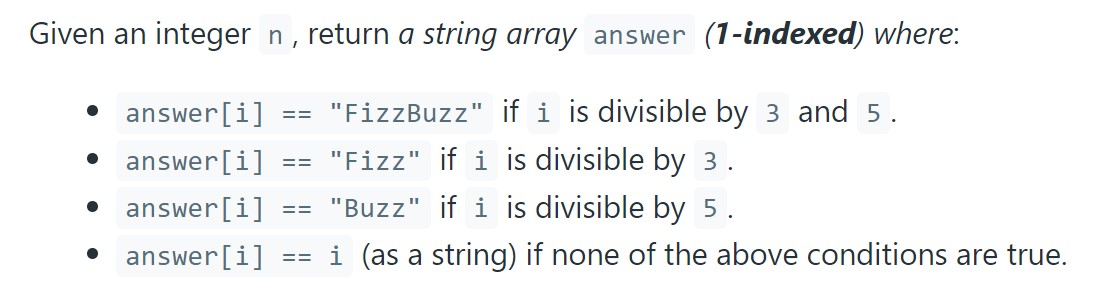 Given an integer n, return a string array answer (1-indexed) where:
• answer[i] == "FizzBuzz" if i is divisible by 3 and 5.
• answer[i] == "Fizz" if i is divisible by 3.
• answer[i] == "Buzz" if i is divisible by 5.
• answer[i] == i (as a string) if none of the above conditions are true.